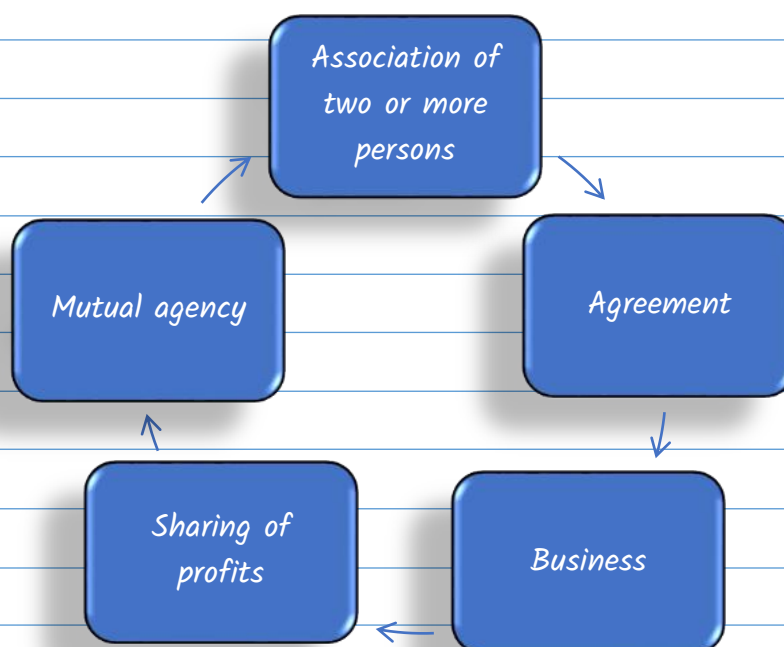 Association of
two or more
persons
Agreement
Business
Sharing of
profits
Mutual agency